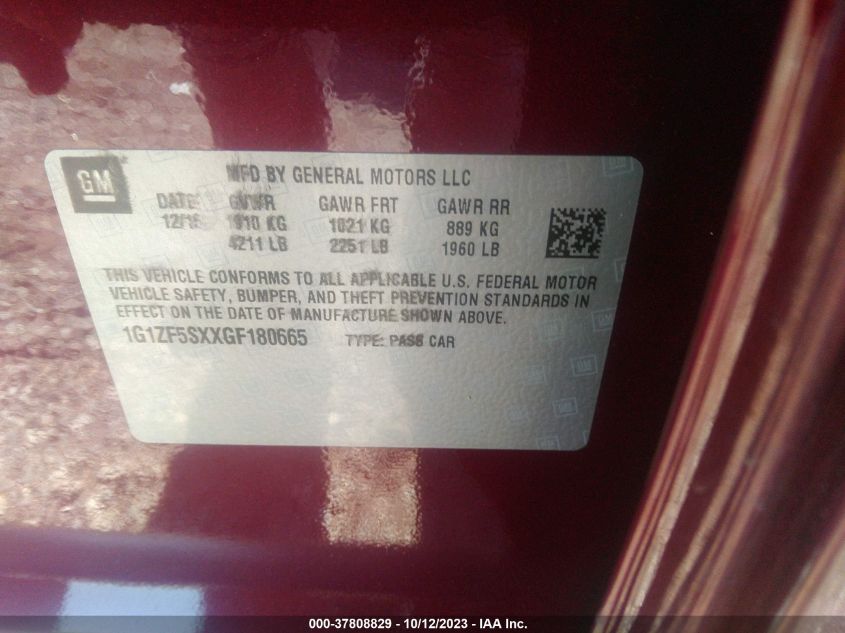 GM
MFD BY GENERAL MOTORS LLC
DATE GVWR GAWR FRT GAWR RR
12/15 1910 KG 1021 KG 889 KG
4211 LB 2251 LB 1960 LB
THIS VEHICLE CONFORMS TO ALL APPLICABLE U.S. FEDERAL MOTOR
VEHICLE SAFETY, BUMPER, AND THEFT PREVENTION STANDARDS IN
EFFECT ON THE DATE OF MANUFACTURE SHOWN ABOVE.
1G1ZF5SXXGF180665 TYPE: PASS CAR
000-37808829 - 10/12/2023 - IAA Inc.